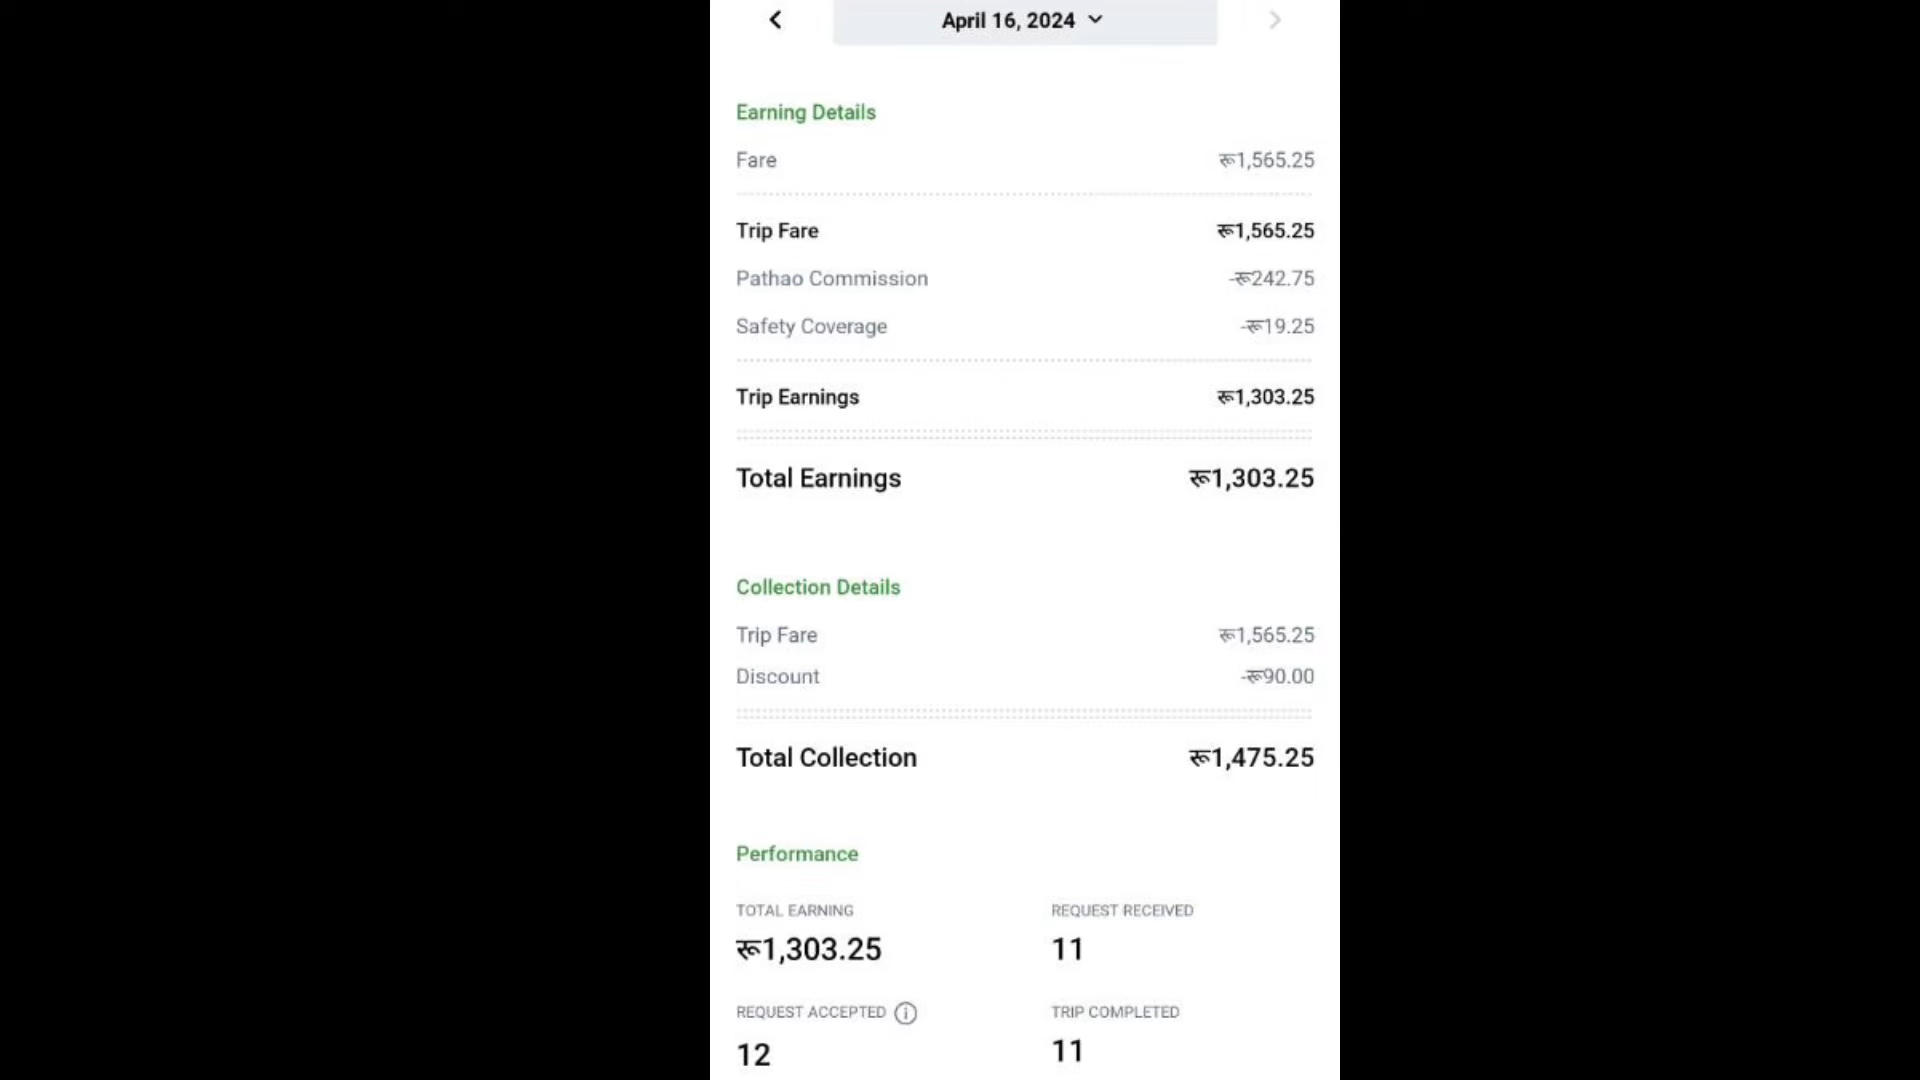 April 16, 2024
Earning Details
Fare रू1,565.25
Trip Fare रू1,565.25
Pathao Commission -रू242.75
Safety Coverage -रू19.25
Trip Earnings रू1,303.25
Total Earnings रू1,303.25
Collection Details
Trip Fare रू1,565.25
Discount -रू90.00
Total Collection रू1,475.25
Performance
TOTAL EARNING REQUEST RECEIVED
रू1,303.25 11
REQUEST ACCEPTED TRIP COMPLETED
12 11